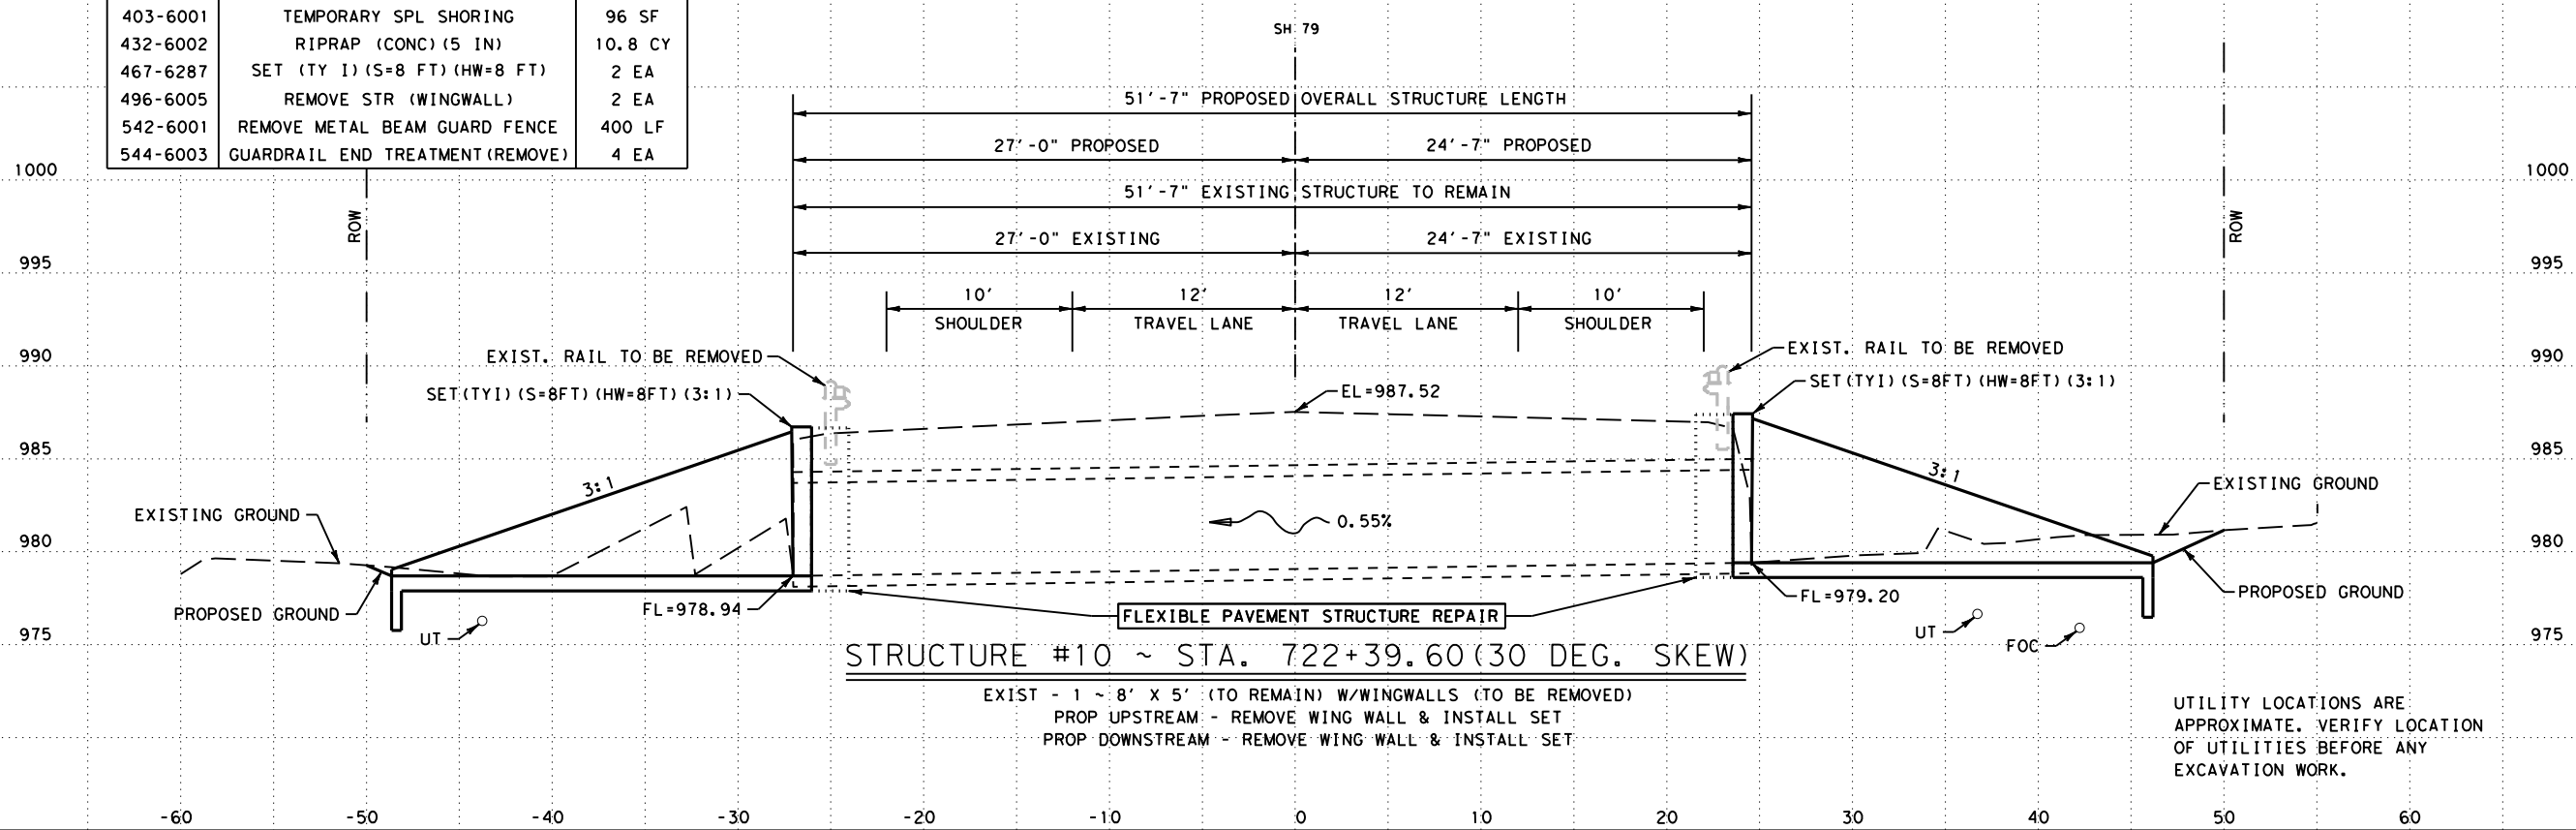 403-6001 TEMPORARY SPL SHORING 96 SF
432-6002 RIPRAP (CONC)(5 IN) 10.8 CY
467-6287 SET (TY I)(S=8 FT)(HW=8 FT) 2 EA
496-6005 REMOVE STR (WINGWALL) 2 EA
542-6001 REMOVE METAL BEAM GUARD FENCE 400 LF
544-6003 GUARDRAIL END TREATMENT(REMOVE) 4 EA
SH 79
51'-7" PROPOSED OVERALL STRUCTURE LENGTH
27'-0" PROPOSED 24'-7" PROPOSED
1000 1000
51'-7" EXISTING STRUCTURE TO REMAIN
ROW ROW
27'-0" EXISTING 24'-7" EXISTING
995 995
10' 12' 12' 10'
SHOULDER TRAVEL LANE TRAVEL LANE SHOULDER
990 990
EXIST. RAIL TO BE REMOVED EXIST. RAIL TO BE REMOVED
SET(TYI)(S=8FT)(HW=8FT)(3:1) EL=987.52 SET(TYI)(S=8FT)(HW=8FT)(3:1)
985 985
3:1 3:1
EXISTING GROUND 0.55% EXISTING GROUND
980 980
PROPOSED GROUND FL=978.94 FL=979.20 PROPOSED GROUND
FLEXIBLE PAVEMENT STRUCTURE REPAIR
975 975
UT UT FOC
STRUCTURE #10 ~ STA. 722+39.60(30 DEG. SKEW)
EXIST - 1 ~ 8' X 5' (TO REMAIN) W/WINGWALLS (TO BE REMOVED)
PROP UPSTREAM - REMOVE WING WALL & INSTALL SET
PROP DOWNSTREAM - REMOVE WING WALL & INSTALL SET
UTILITY LOCATIONS ARE
APPROXIMATE. VERIFY LOCATION
OF UTILITIES BEFORE ANY
EXCAVATION WORK.
-60 -50 -40 -30 -20 -10 0 10 20 30 40 50 60